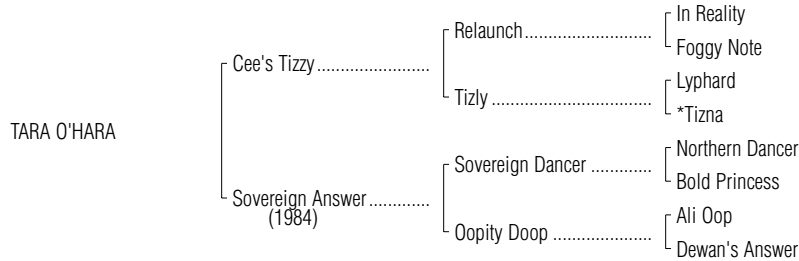 In Reality
Relaunch...........................
Foggy Note
Cee's Tizzy ........................
Lyphard
Tizly ..................................
*Tizna
TARA O'HARA
Northern Dancer
Sovereign Dancer .............
Bold Princess
Sovereign Answer.............
(1984)
Ali Oop
Oopity Doop .....................
Dewan's Answer